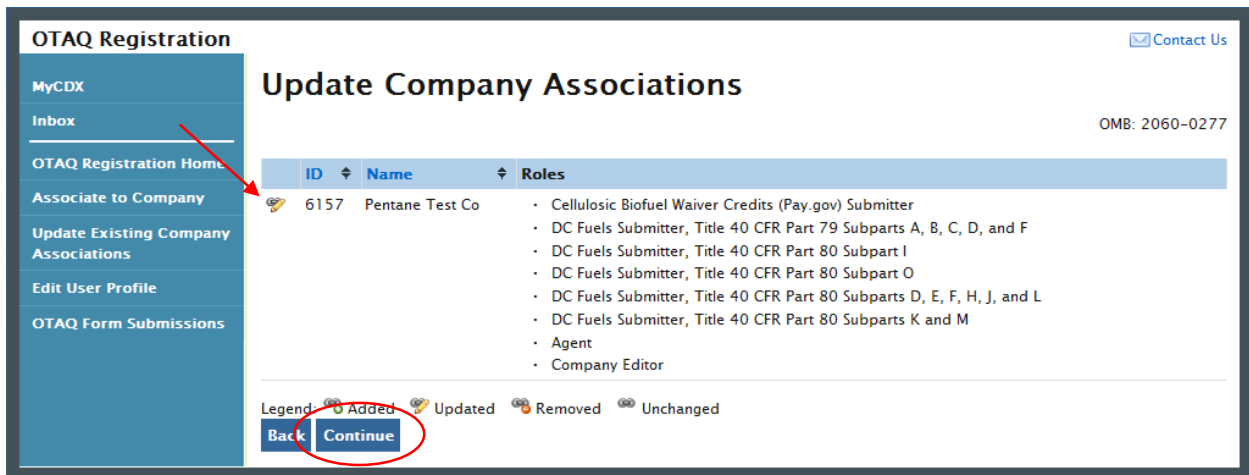 OTAQ Registration
Contact Us
MyCDX
Inbox
OTAQ Registration Home
Associate to Company
Update Existing Company
Associations
Edit User Profile
OTAQ Form Submissions
Update Company Associations
OMB: 2060-0277
ID Name Roles
6157 Pentane Test Co · Cellulosic Biofuel Waiver Credits (Pay.gov) Submitter
· DC Fuels Submitter, Title 40 CFR Part 79 Subparts A, B, C, D, and F
· DC Fuels Submitter, Title 40 CFR Part 80 Subpart I
· DC Fuels Submitter, Title 40 CFR Part 80 Subpart O
· DC Fuels Submitter, Title 40 CFR Part 80 Subparts D, E, F, H, J, and L
· DC Fuels Submitter, Title 40 CFR Part 80 Subparts K and M
· Agent
· Company Editor
Legend: Added Updated Removed Unchanged
Back Continue